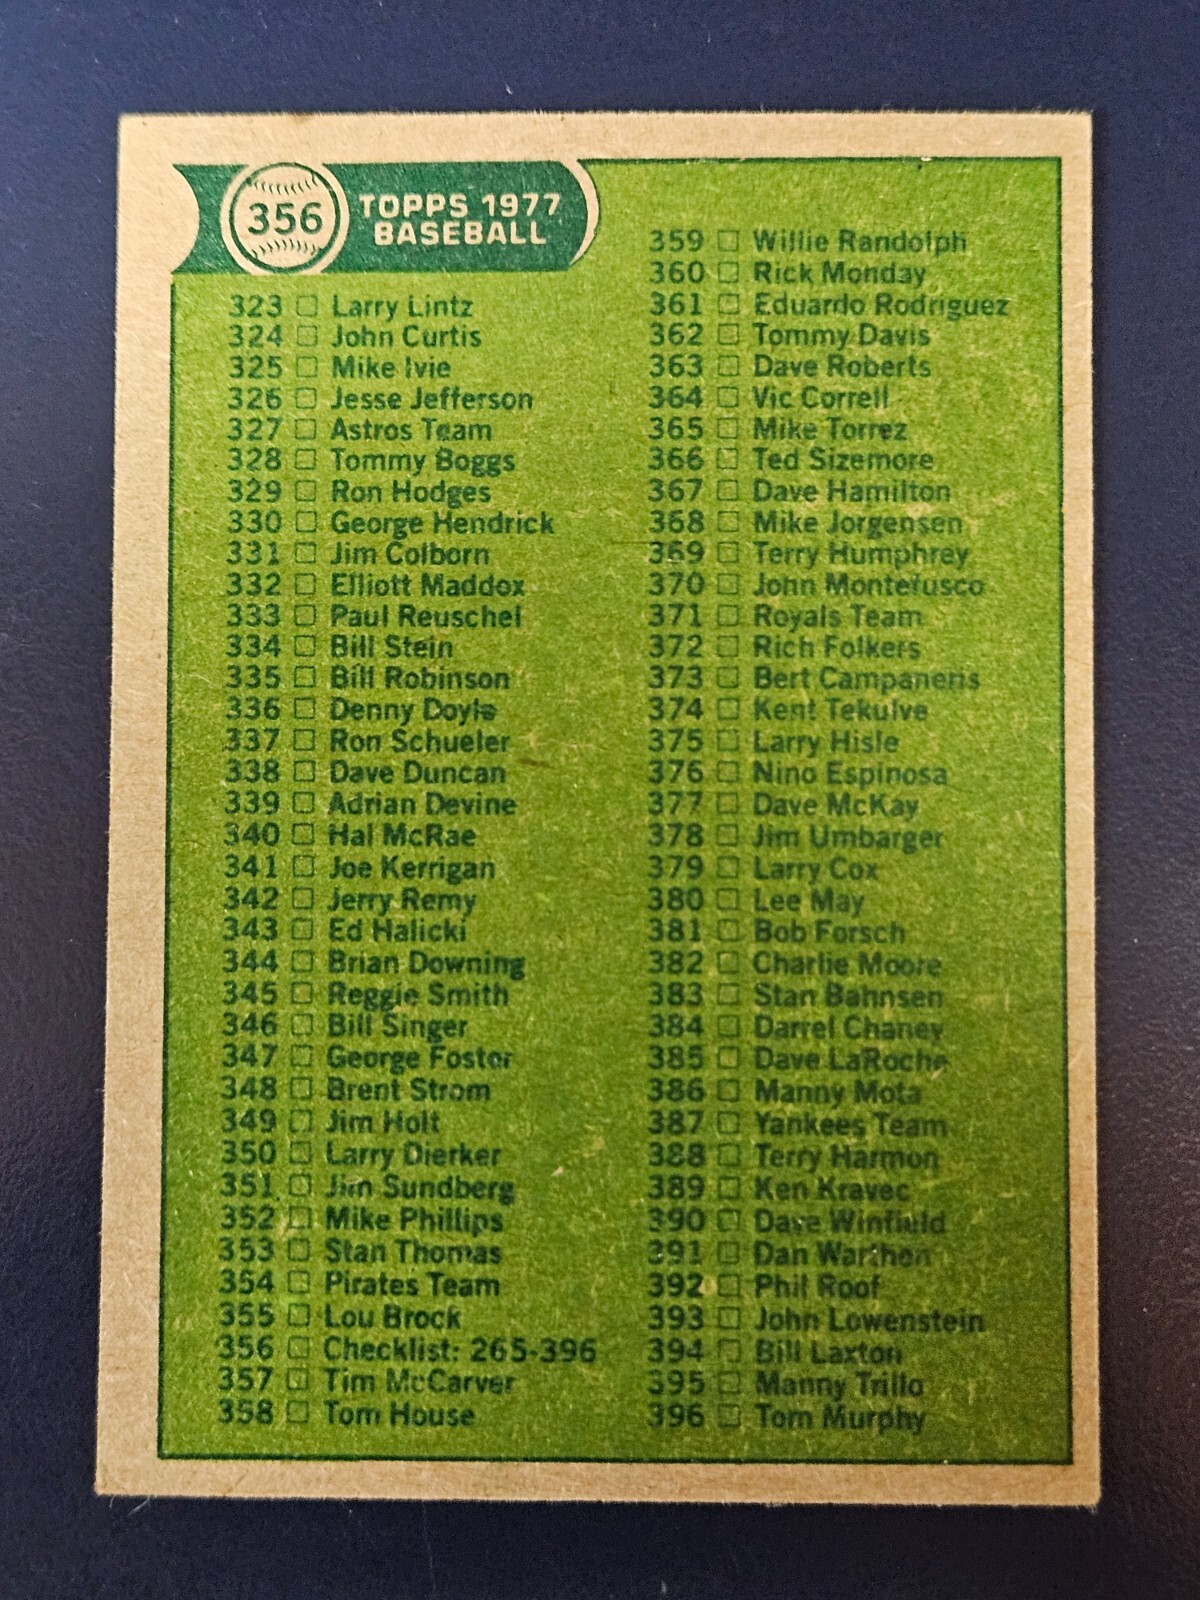 356
TOPPS 1977
BASEBALL
323 Larry Lintz
324 John Curtis
325 Mike Ivie
326 Jesse Jefferson
327 Astros Team
328 Tommy Boggs
329 Ron Hodges
330 George Hendrick
331 Jim Colborn
332 Elliott Maddox
333 Paul Reuschel
334 Bill Stein
335 Bill Robinson
336 Denny Doyle
337 Ron Schueler
338 Dave Duncan
339 Adrian Devine
340 Hal McRae
341 Joe Kerrigan
342 Jerry Remy
343 Ed Halicki
344 Brian Downing
345 Reggie Smith
346 Bill Singer
347 George Foster
348 Brent Strom
349 Jim Holt
350 Larry Dierker
351 Jim Sundberg
352 Mike Phillips
353 Stan Thomas
354 Pirates Team
355 Lou Brock
356 Checklist: 265-396
357 Tim McCarver
358 Tom House
359 Willie Randolph
360 Rick Monday
361 Eduardo Rodriguez
362 Tommy Davis
363 Dave Roberts
364 Vic Correll
365 Mike Torrez
366 Ted Sizemore
367 Dave Hamilton
368 Mike Jorgensen
369 Terry Humphrey
370 John Montefusco
371 Royals Team
372 Rich Folkers
373 Bert Campaneris
374 Kent Tekulve
375 Larry Hisle
376 Nino Espinosa
377 Dave McKay
378 Jim Umbarger
379 Larry Cox
380 Lee May
381 Bob Forsch
382 Charlie Moore
383 Stan Bahnsen
384 Darrel Chaney
385 Dave LaRoche
386 Manny Mota
387 Yankees Team
388 Terry Harmon
389 Ken Kravec
390 Dave Winfield
391 Dan Warthen
392 Phil Roof
393 John Lowenstein
394 Bill Laxton
395 Manny Trillo
396 Tom Murphy